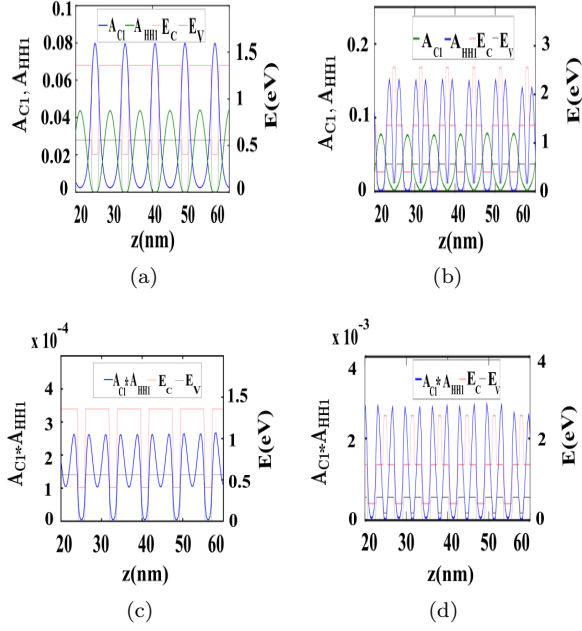 A_C1 A_HH1 E_C E_V
0.1
0.08
0.06
0.04
0.02
0
A_C1, A_HH1
1.5
1
0.5
0
E(eV)
20 30 40 50 60
z(nm)
(a)
A_C1 A_HH1 E_C E_V
0.2
0.1
0
A_C1, A_HH1
3
2
1
0
E(eV)
20 30 40 50 60
z(nm)
(b)
x 10^-4
A_C1*A_HH1 E_C E_V
5
4
3
2
1
0
A_C1*A_HH1
1.5
1
0.5
0
E(eV)
20 30 40 50 60
z(nm)
(c)
x 10^-3
A_C1*A_HH1 E_C E_V
4
2
0
A_C1*A_HH1
4
2
0
E(eV)
20 30 40 50 60
z(nm)
(d)